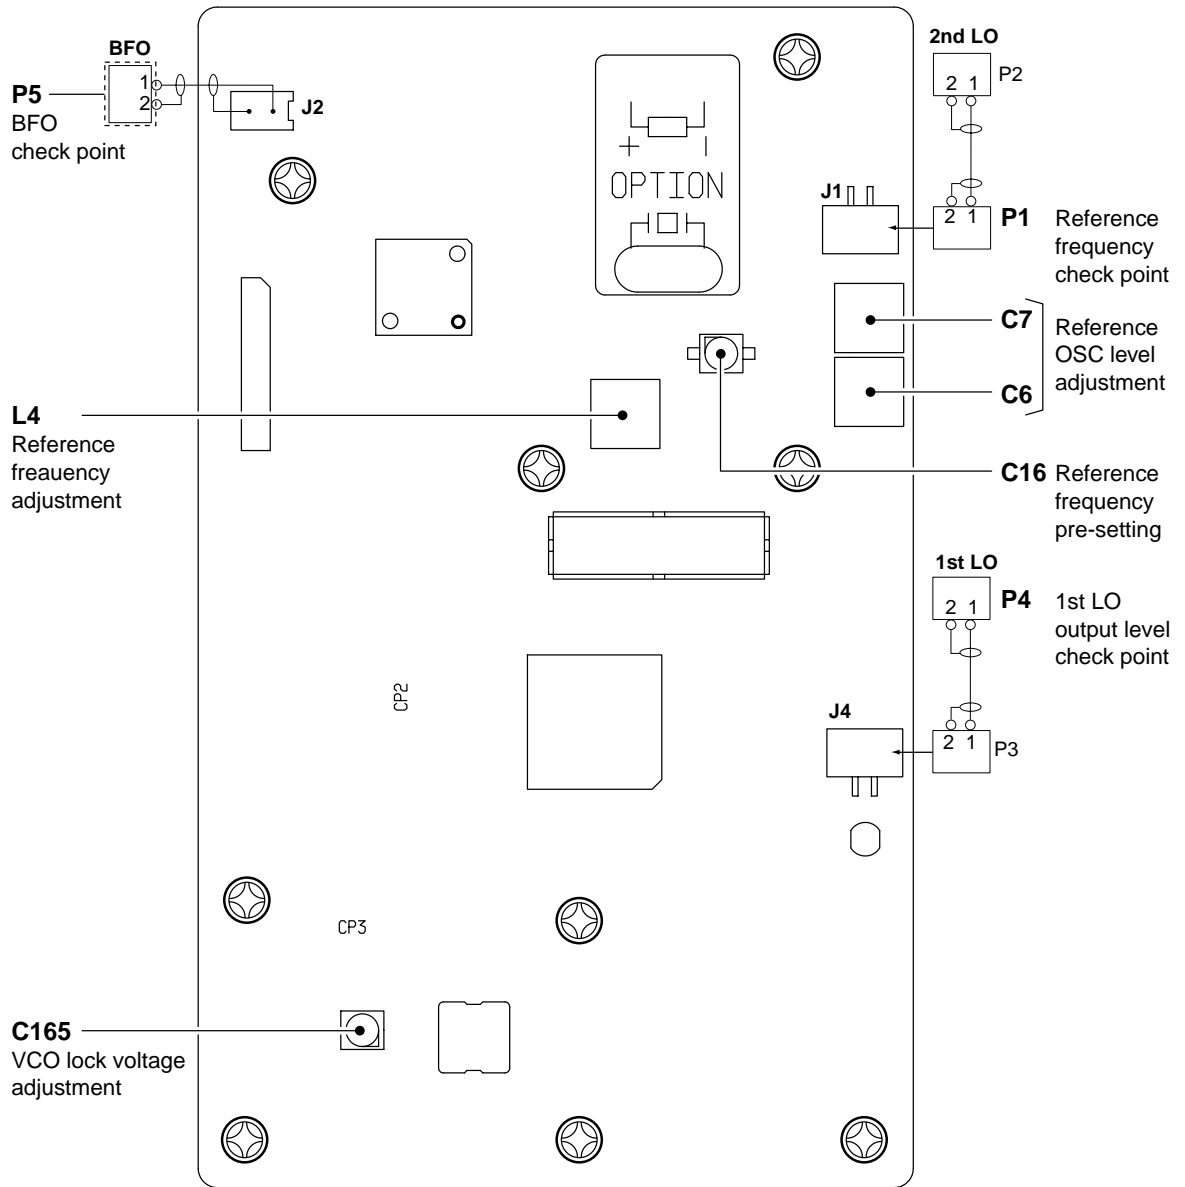 BFO
1
2
P5
BFO
check point
J2
+ −
OPTION
2nd LO
2 1
P2
J1
2 1
P1
Reference
frequency
check point
C7
C6
Reference
OSC level
adjustment
L4
Reference
freauency
adjustment
C16
Reference
frequency
pre-setting
1st LO
2 1
P4
1st LO
output level
check point
CP2
J4
2 1
P3
CP3
C165
VCO lock voltage
adjustment